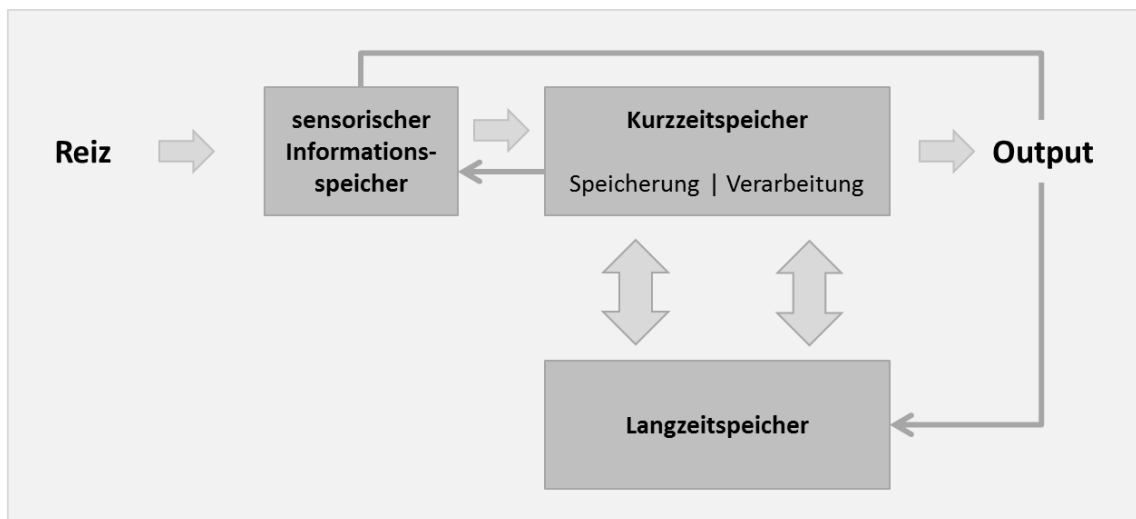 Reiz
sensorischer
Informations-
speicher
Kurzzeitspeicher
Speicherung | Verarbeitung
Output
Langzeitspeicher